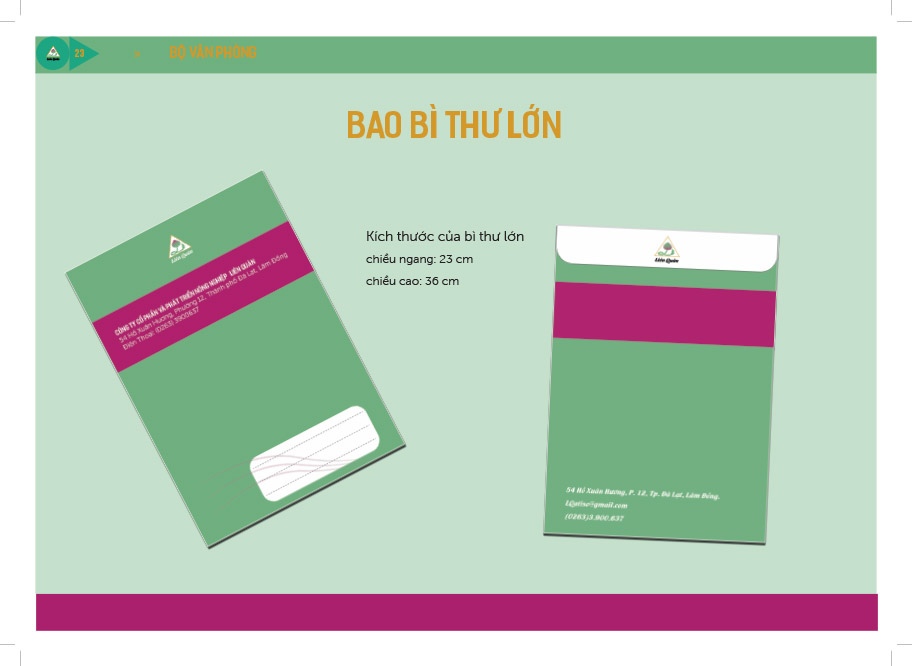 Liên Quân
23
BỘ VĂN PHÒNG
BAO BÌ THƯ LỚN
Kích thước của bì thư lớn
chiều ngang: 23 cm
chiều cao: 36 cm
Liên Quân
CÔNG TY CỔ PHẦN VÀ PHÁT TRIỂN NÔNG NGHIỆP LIÊN QUÂN
54 Hồ Xuân Hương, Phường 12, Thành phố Đà Lạt, Lâm Đồng
Điện Thoại: (0263) 3900637
Liên Quân
54 Hồ Xuân Hương, P. 12, Tp. Đà Lạt, Lâm Đồng.
(0263)3.900.637